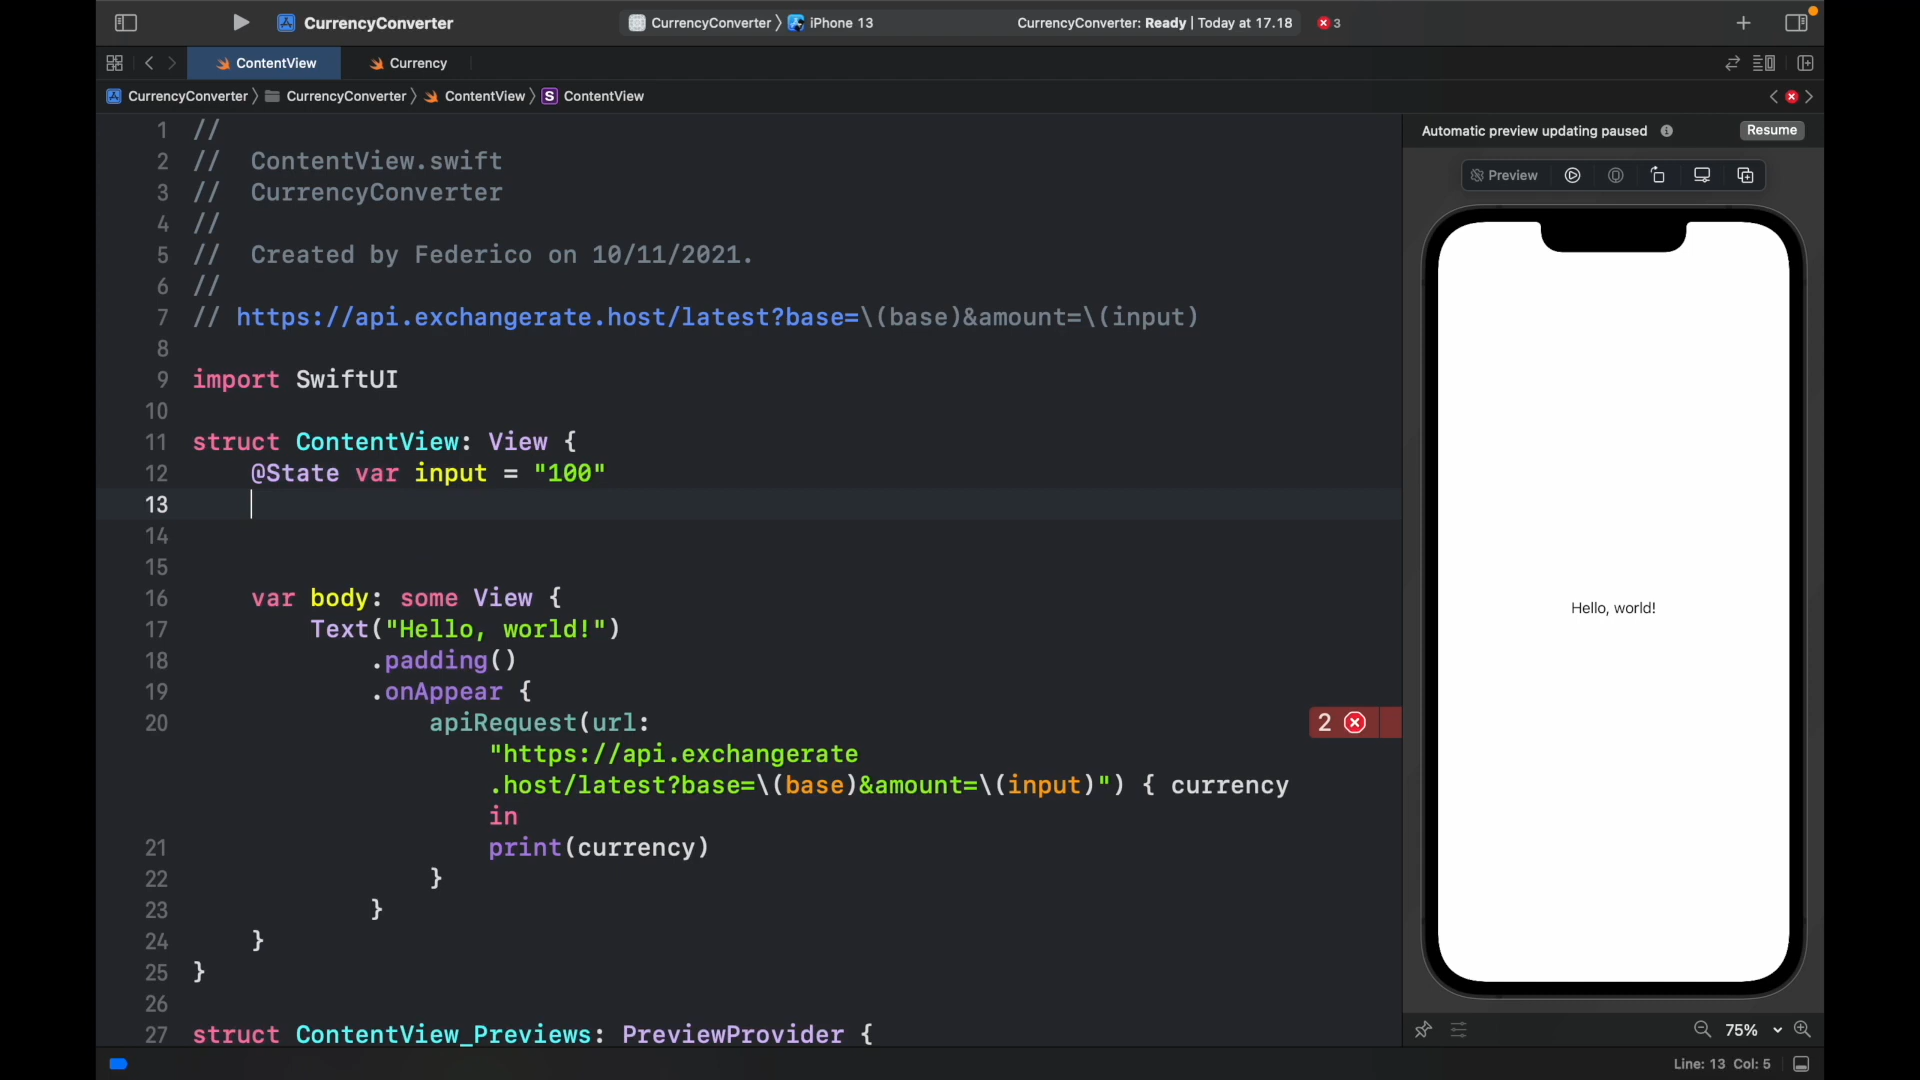 CurrencyConverter
CurrencyConverter 〉 iPhone 13
CurrencyConverter: Ready | Today at 17.18
3
ContentView
Currency
CurrencyConverter 〉 CurrencyConverter 〉 ContentView 〉 S ContentView
1 //
2 //  ContentView.swift
3 //  CurrencyConverter
4 //
5 //  Created by Federico on 10/11/2021.
6 //
7 // https://api.exchangerate.host/latest?base=\(base)&amount=\(input)
8
9 import SwiftUI
10
11 struct ContentView: View {
12     @State var input = "100"
13
14
15
16     var body: some View {
17         Text("Hello, world!")
18             .padding()
19             .onAppear {
20                 apiRequest(url:
"https://api.exchangerate
.host/latest?base=\(base)&amount=\(input)") { currency
in
21                     print(currency)
22                 }
23             }
24     }
25 }
26
27 struct ContentView_Previews: PreviewProvider {
2
Automatic preview updating paused
Resume
Preview
Hello, world!
75%
Line: 13 Col: 5